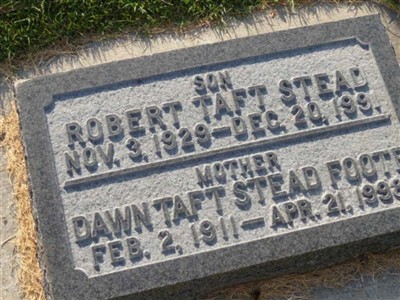 SON
ROBERT TAFT STEAD
NOV. 3, 1929—DEC. 20, 199
MOTHER
DAWN TAFT STEAD FOOTE
FEB. 2, 1911—APR. 21, 1993